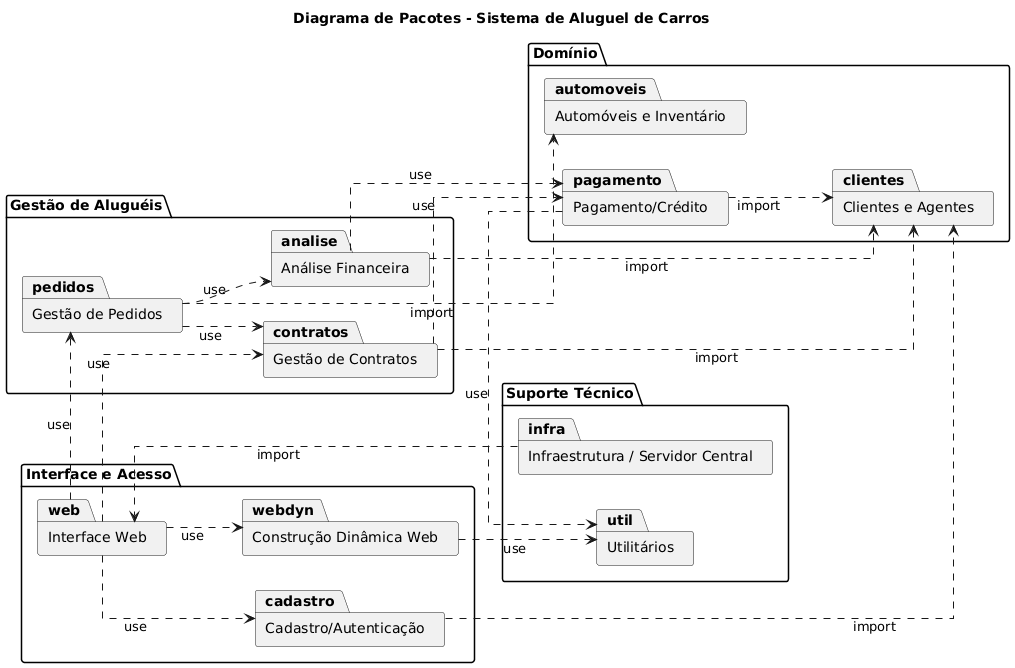 Diagrama de Pacotes - Sistema de Aluguel de Carros
Domínio
automoveis
Automóveis e Inventário
pagamento
Pagamento/Crédito
clientes
Clientes e Agentes
use
use
import
Gestão de Aluguéis
analise
Análise Financeira
import
pedidos
Gestão de Pedidos
use
import
contratos
Gestão de Contratos
use
use
import
use
use
Suporte Técnico
infra
Infraestrutura / Servidor Central
import
util
Utilitários
Interface e Acesso
web
Interface Web
use
webdyn
Construção Dinâmica Web
use
cadastro
Cadastro/Autenticação
use
import